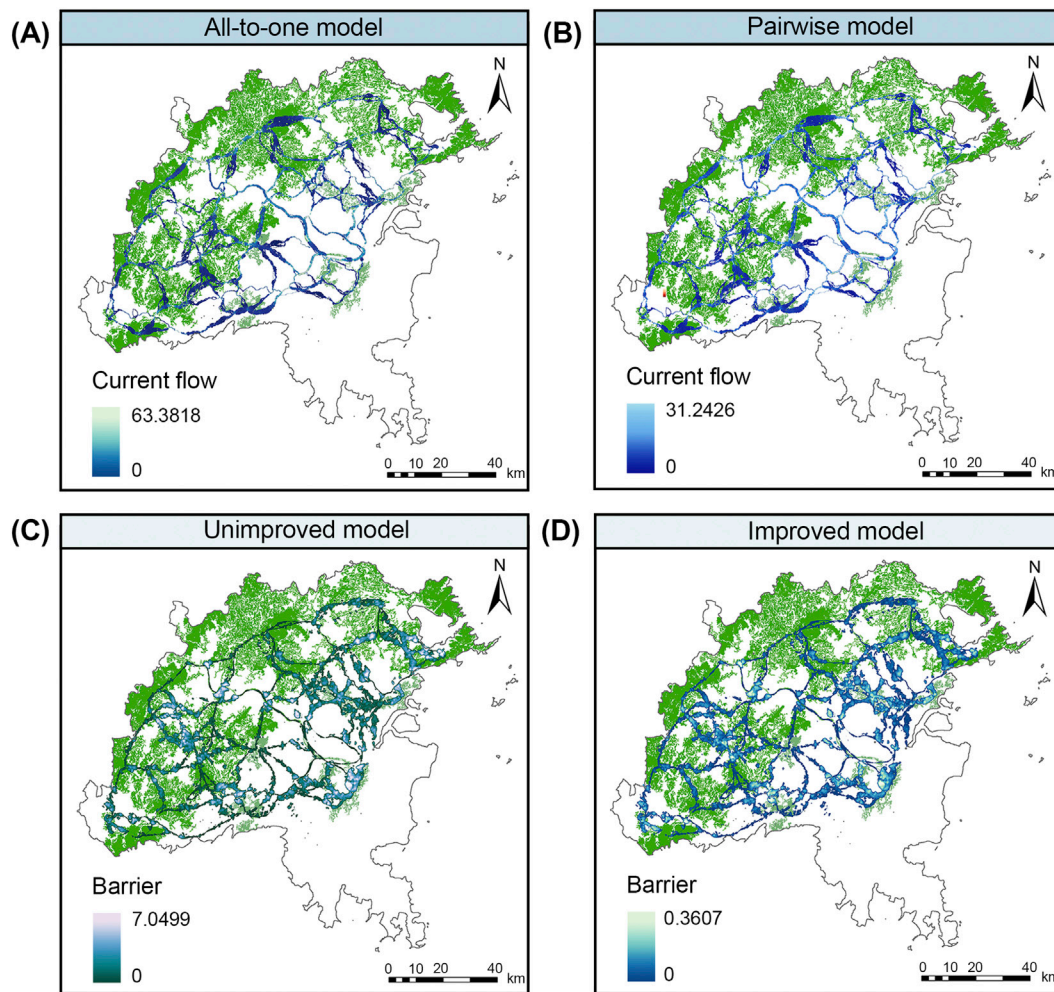 (A)
All-to-one model
N
Current flow
63.3818
0
0 10 20 40
km
(B)
Pairwise model
N
Current flow
31.2426
0
0 10 20 40
km
(C)
Unimproved model
N
Barrier
7.0499
0
0 10 20 40
km
(D)
Improved model
N
Barrier
0.3607
0
0 10 20 40
km